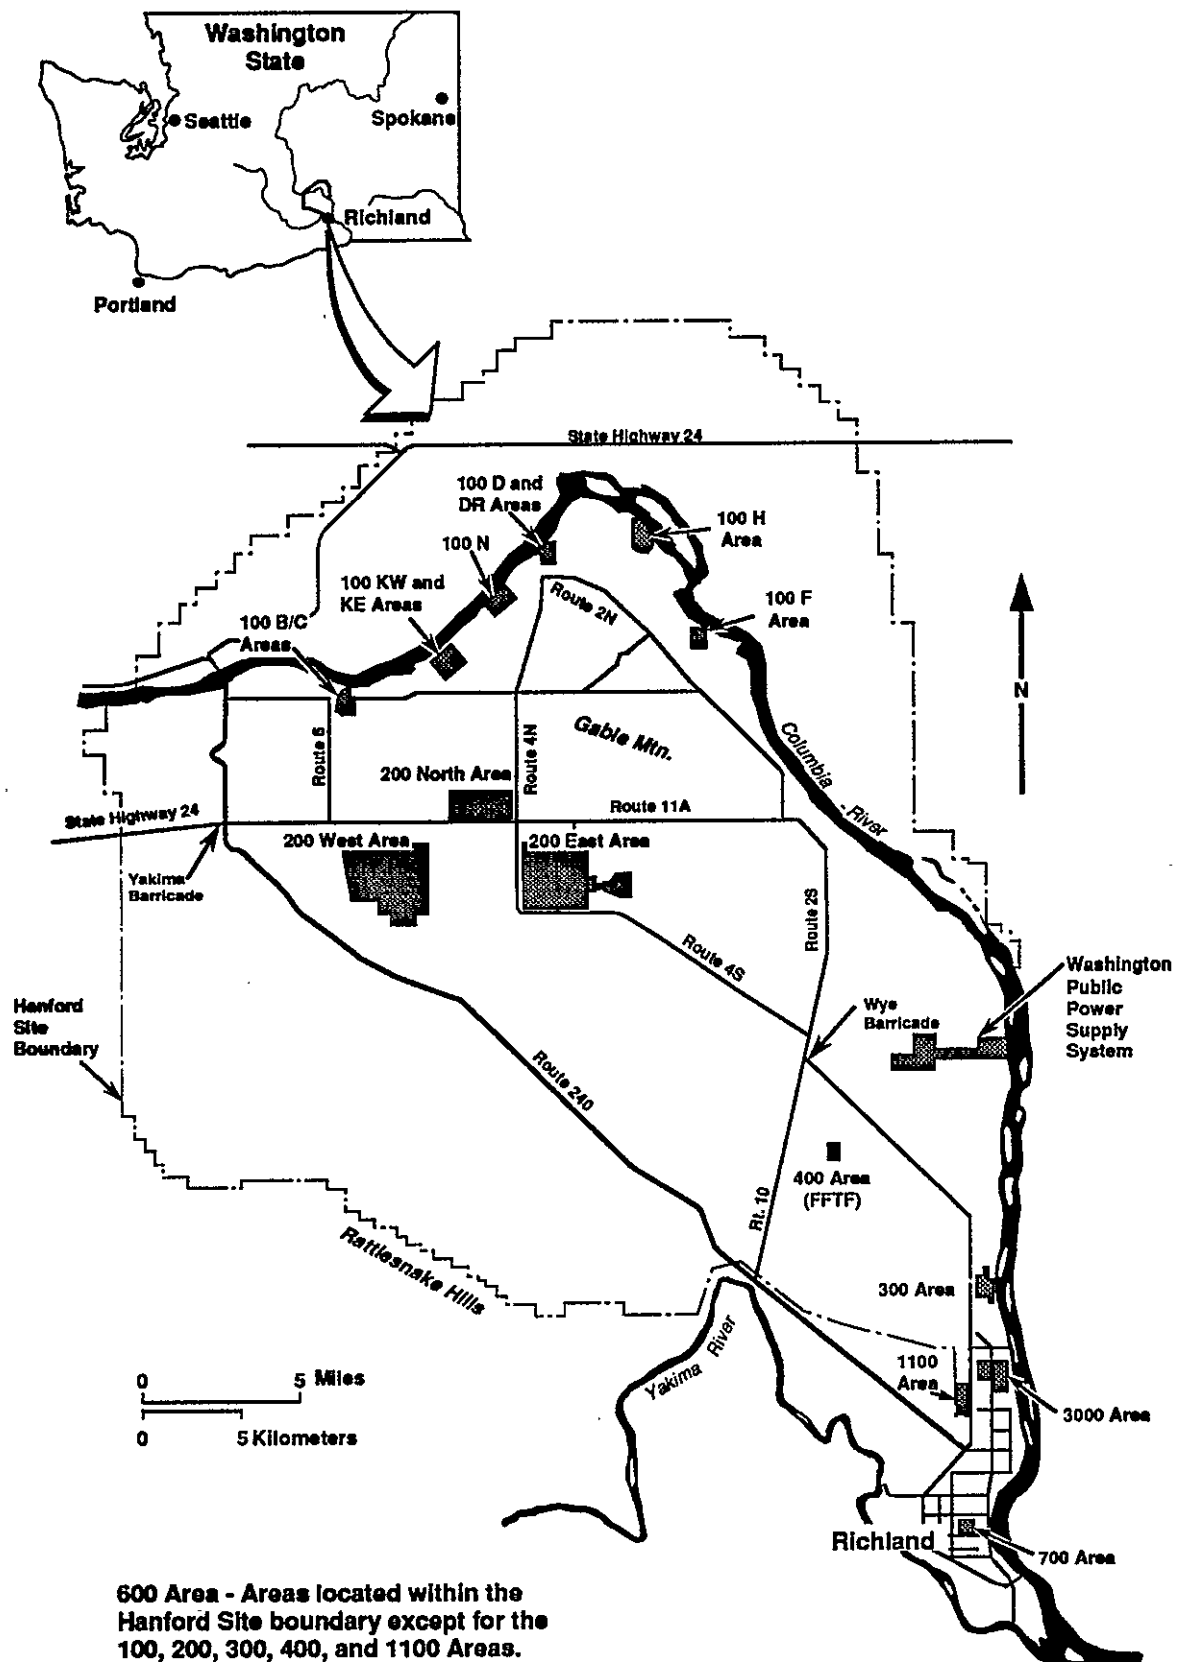 Washington
State
Seattle
Spokane
Richland
Portland
State Highway 24
100 D and
DR Areas
100 H
Area
100 N
100 KW and
KE Areas
Route 2N
100 F
Area
100 B/C
Areas
N
Gable Mtn.
Columbia River
Route 6
Route 4N
200 North Area
Route 11A
State Highway 24
200 West Area
200 East Area
Yakima
Barricade
Route 2S
Route 4S
Washington
Public
Power
Supply
System
Wye
Barricade
Hanford
Site
Boundary
Route 240
400 Area
(FFTF)
Rt. 10
Rattlesnake Hills
300 Area
Yakima River
1100
Area
3000 Area
0 5 Miles
0 5 Kilometers
Richland
700 Area
600 Area - Areas located within the
Hanford Site boundary except for the
100, 200, 300, 400, and 1100 Areas.